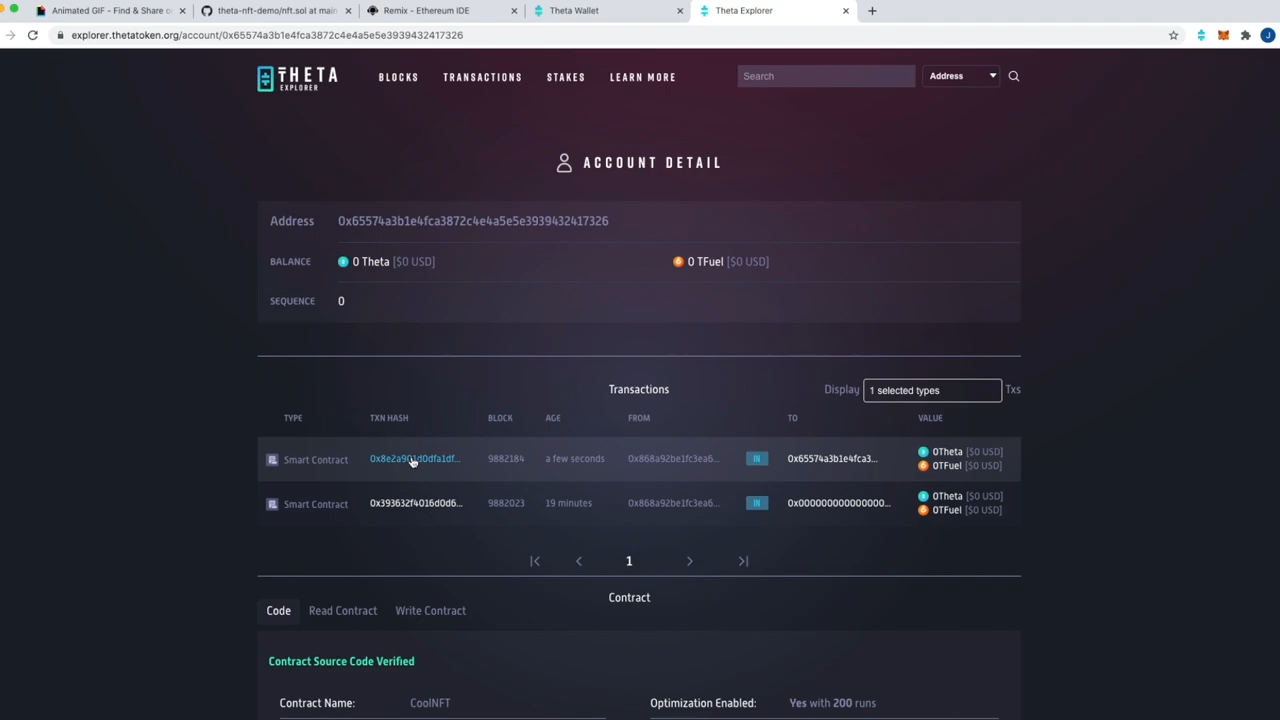 Animated GIF - Find & Share o
theta-nft-demo/nft.sol at main
Remix - Ethereum IDE
Theta Wallet
Theta Explorer
explorer.thetatoken.org/account/0x65574a3b1e4fca3872c4e4a5e5e3939432417326
J
THETA
EXPLORER
BLOCKS
TRANSACTIONS
STAKES
LEARN MORE
Search
Address
ACCOUNT DETAIL
Address 0x65574a3b1e4fca3872c4e4a5e5e3939432417326
BALANCE 0 Theta [$0 USD] 0 TFuel [$0 USD]
SEQUENCE 0
Transactions
Display 1 selected types Txs
TYPE TXN HASH BLOCK AGE FROM TO VALUE
Smart Contract 0x8e2a901d0dfa1df... 9882184 a few seconds 0x868a92be1fc3ea6... IN 0x65574a3b1e4fca3... 0Theta [$0 USD]
0TFuel [$0 USD]
Smart Contract 0x393632f4016d0d6... 9882023 19 minutes 0x868a92be1fc3ea6... IN 0x000000000000000... 0Theta [$0 USD]
0TFuel [$0 USD]
1
Contract
Code Read Contract Write Contract
Contract Source Code Verified
Contract Name: CoolNFT Optimization Enabled: Yes with 200 runs